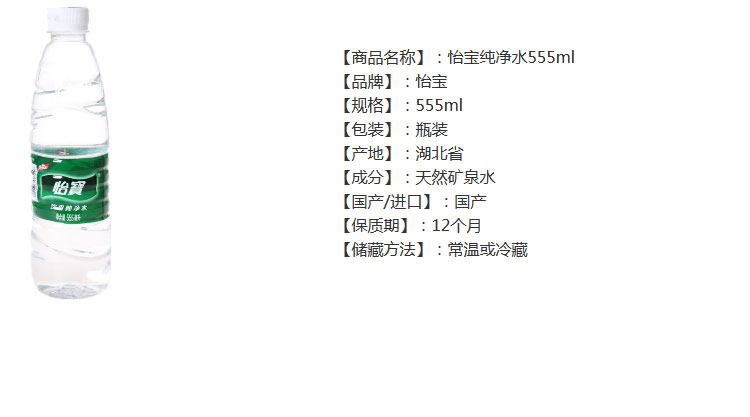 怡寳
饮用纯净水
【商品名称】：怡宝纯净水555ml
【品牌】：怡宝
【规格】：555ml
【包装】：瓶装
【产地】：湖北省
【成分】：天然矿泉水
【国产/进口】：国产
【保质期】：12个月
【储藏方法】：常温或冷藏